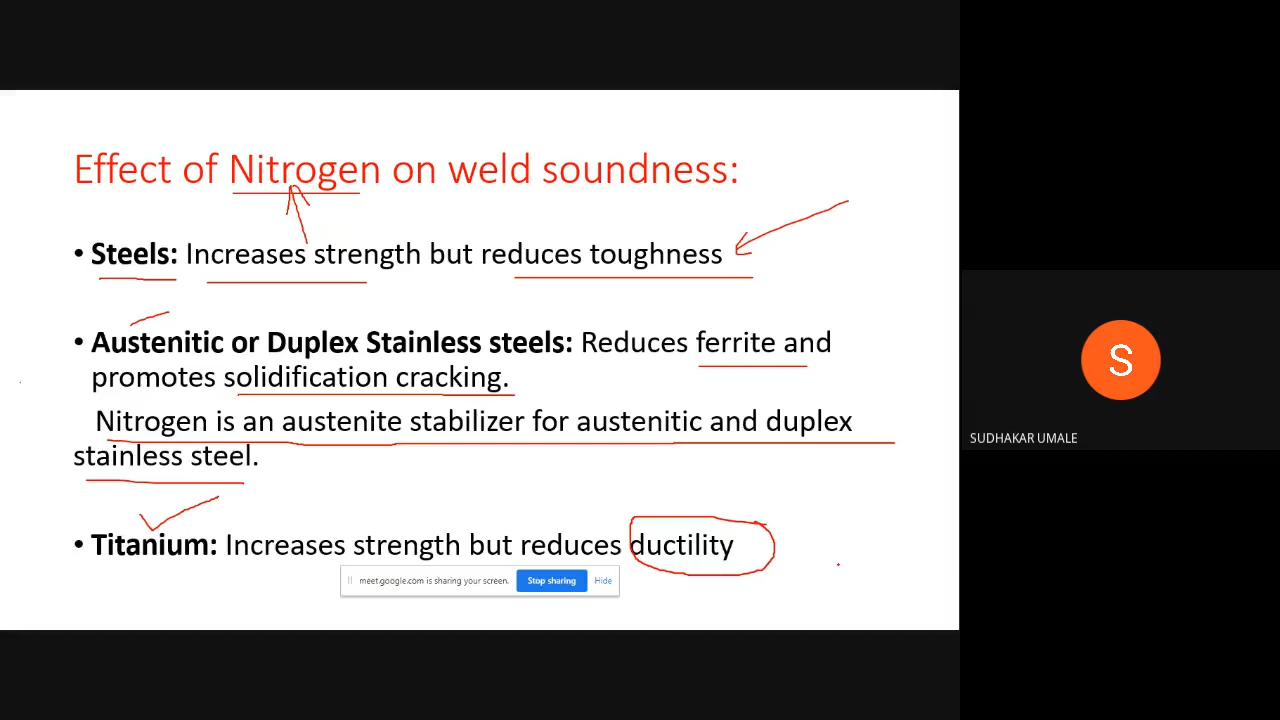 Effect of Nitrogen on weld soundness:
• Steels: Increases strength but reduces toughness
• Austenitic or Duplex Stainless steels: Reduces ferrite and
promotes solidification cracking.
Nitrogen is an austenite stabilizer for austenitic and duplex
stainless steel.
• Titanium: Increases strength but reduces ductility
meet.google.com is sharing your screen. Stop sharing Hide
S
SUDHAKAR UMALE